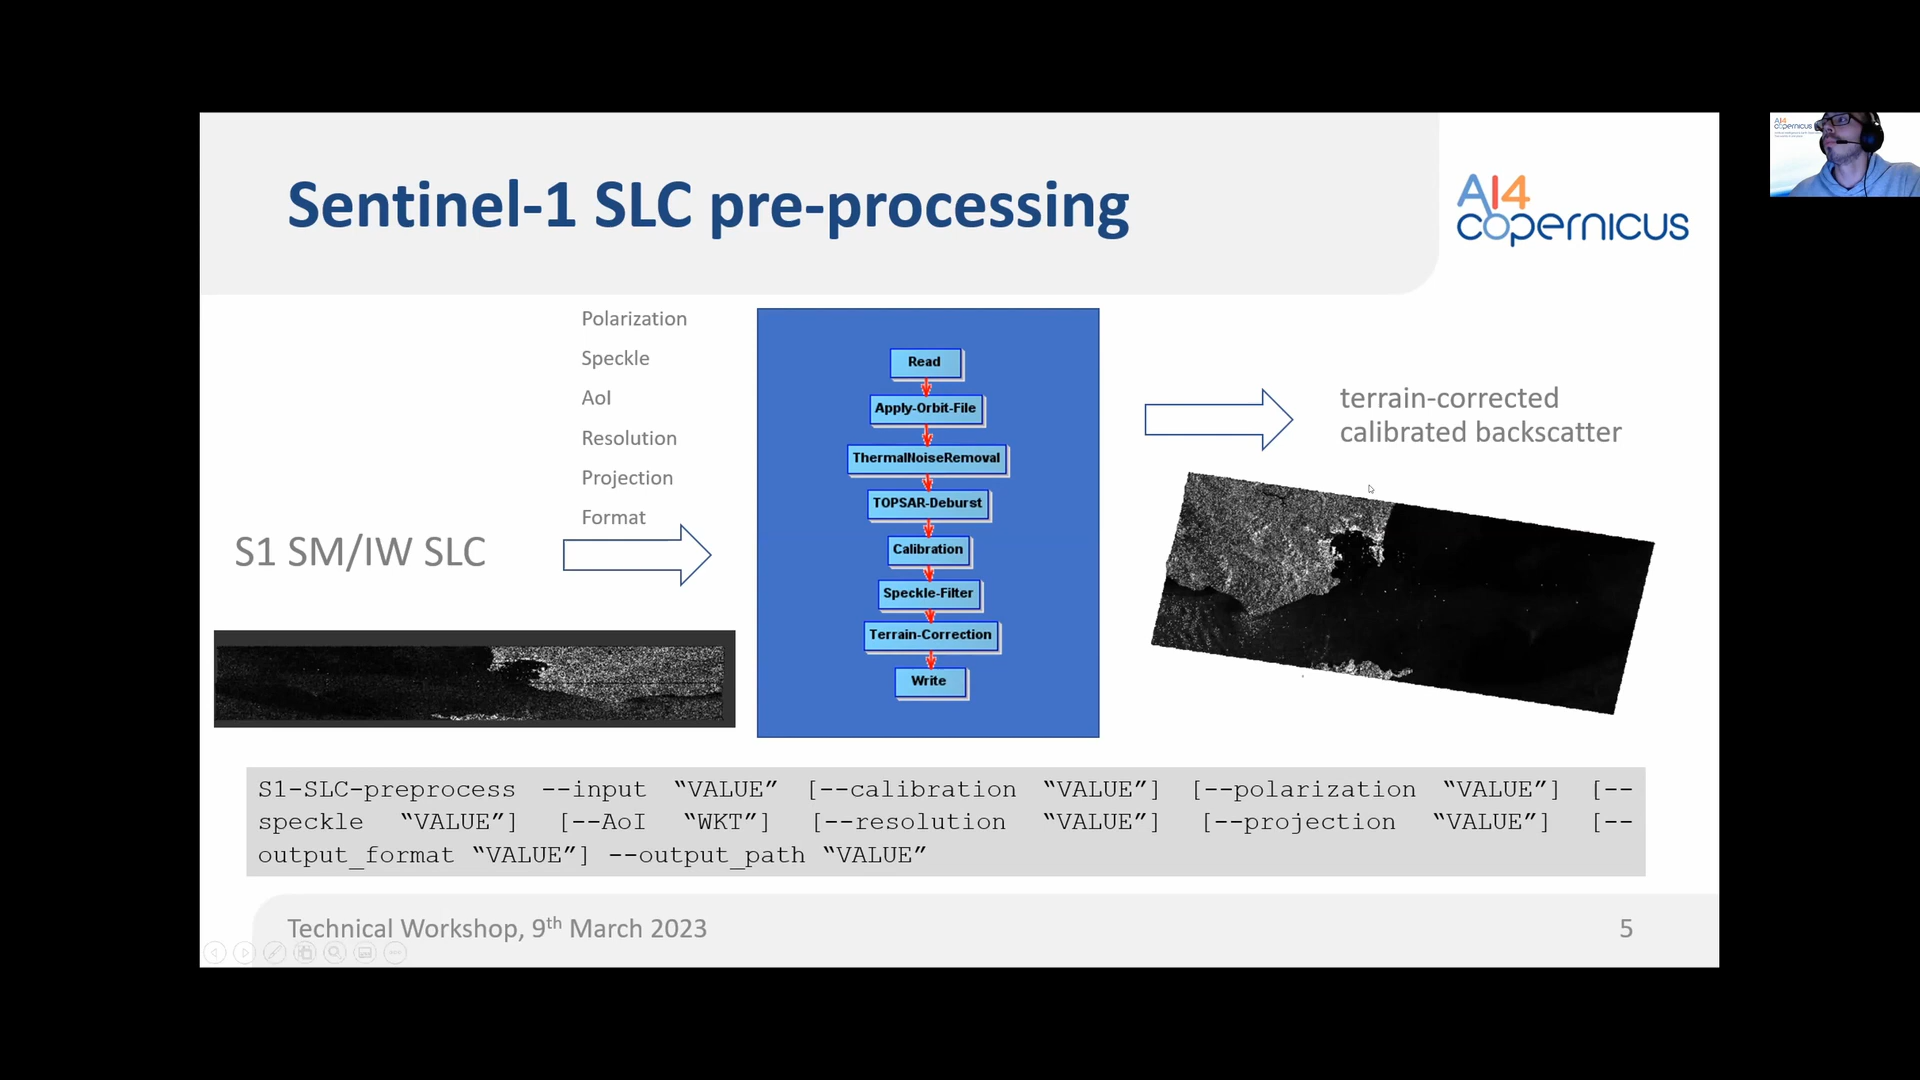 Sentinel-1 SLC pre-processing
AI4
copernicus
Polarization
Speckle
AoI
Resolution
Projection
Format
S1 SM/IW SLC
Read
Apply-Orbit-File
ThermalNoiseRemoval
TOPSAR-Deburst
Calibration
Speckle-Filter
Terrain-Correction
Write
terrain-corrected
calibrated backscatter
S1-SLC-preprocess --input “VALUE” [--calibration “VALUE”] [--polarization “VALUE”] [--
speckle “VALUE”] [--AoI “WKT”] [--resolution “VALUE”] [--projection “VALUE”] [--
output_format “VALUE”] --output_path “VALUE”
Technical Workshop, 9th March 2023
5
AI4
copernicus